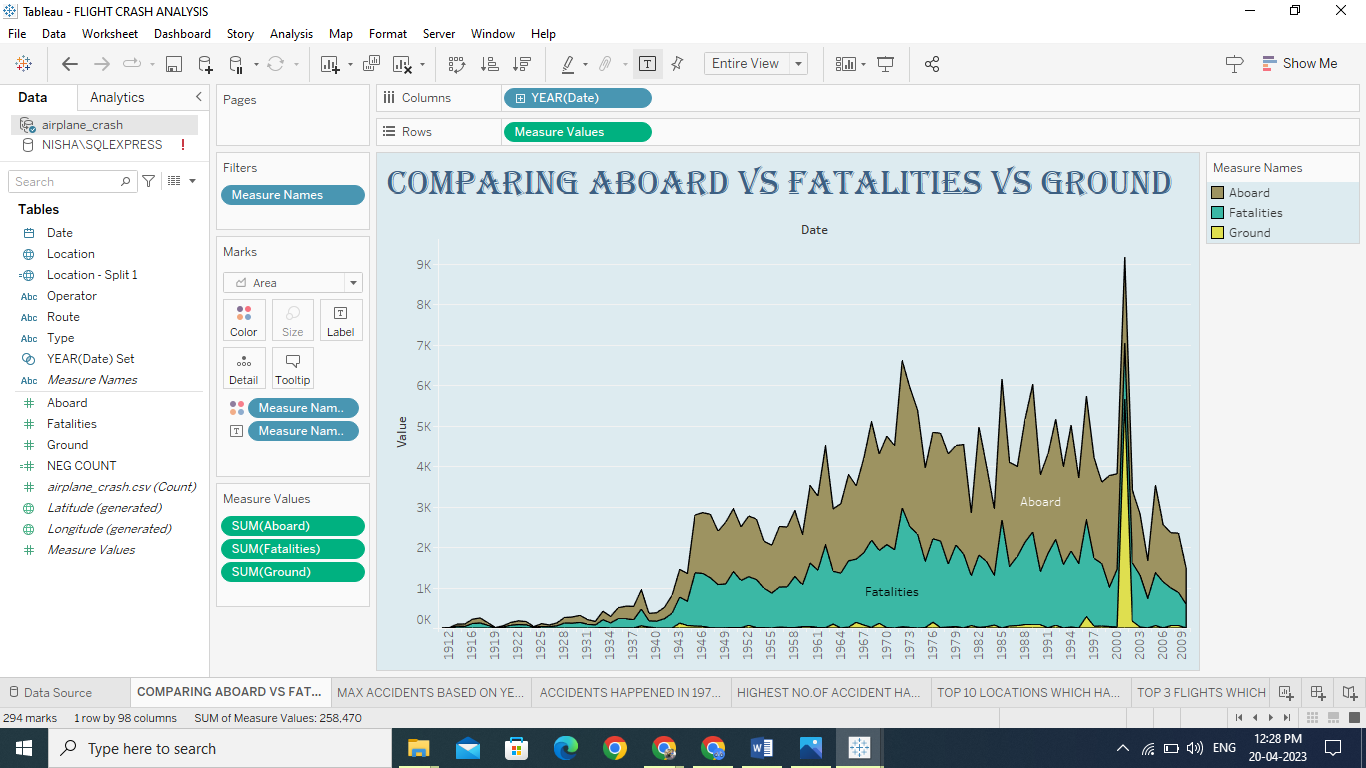 Tableau - FLIGHT CRASH ANALYSIS
File Data Worksheet Dashboard Story Analysis Map Format Server Window Help
Entire View
Show Me
Data Analytics
airplane_crash
NISHA\SQLEXPRESS !
Search
Tables
Date
Location
Location - Split 1
Abc Operator
Abc Route
Abc Type
YEAR(Date) Set
Abc Measure Names
Aboard
Fatalities
Ground
NEG COUNT
airplane_crash.csv (Count)
Latitude (generated)
Longitude (generated)
Measure Values
Pages
Filters
Measure Names
Marks
Area
Color Size Label
Detail Tooltip
Measure Nam..
Measure Nam..
Measure Values
SUM(Aboard)
SUM(Fatalities)
SUM(Ground)
Columns YEAR(Date)
Rows Measure Values
COMPARING ABOARD VS FATALITIES VS GROUND
Date
Value
9K
8K
7K
6K
5K
4K
3K
2K
1K
0K
Aboard
Fatalities
1912 1916 1919 1922 1925 1928 1931 1934 1937 1940 1943 1946 1949 1952 1955 1958 1961 1964 1967 1970 1973 1976 1979 1982 1985 1988 1991 1994 1997 2000 2003 2006 2009
Measure Names
Aboard
Fatalities
Ground
Data Source COMPARING ABOARD VS FAT... MAX ACCIDENTS BASED ON YE... ACCIDENTS HAPPENED IN 197... HIGHEST NO.OF ACCIDENT HA... TOP 10 LOCATIONS WHICH HA... TOP 3 FLIGHTS WHICH
294 marks 1 row by 98 columns SUM of Measure Values: 258,470
Type here to search
ENG
12:28 PM
20-04-2023